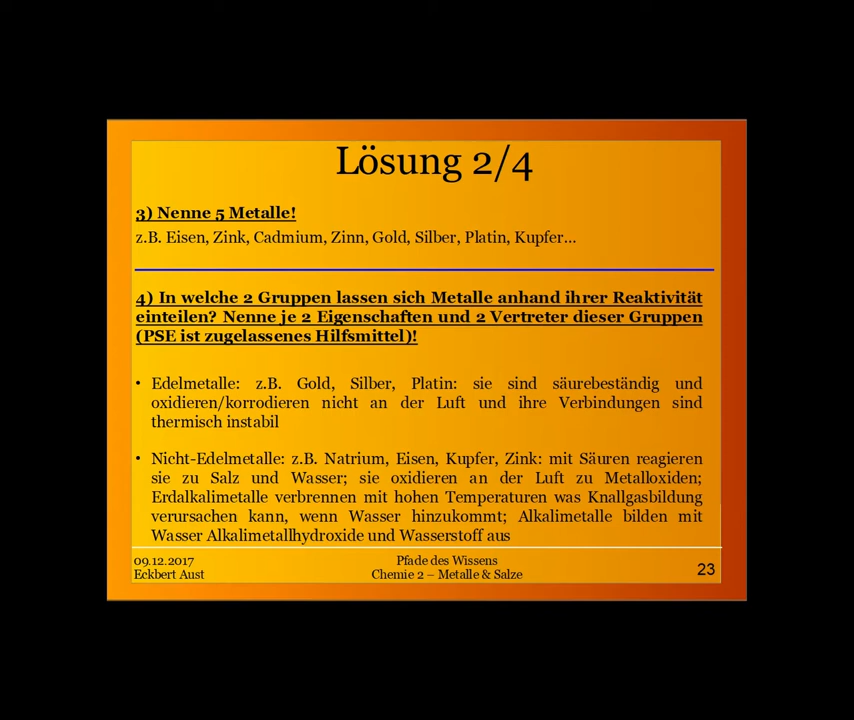 Lösung 2/4
3) Nenne 5 Metalle!
z.B. Eisen, Zink, Cadmium, Zinn, Gold, Silber, Platin, Kupfer…
4) In welche 2 Gruppen lassen sich Metalle anhand ihrer Reaktivität
einteilen? Nenne je 2 Eigenschaften und 2 Vertreter dieser Gruppen
(PSE ist zugelassenes Hilfsmittel)!
• Edelmetalle: z.B. Gold, Silber, Platin: sie sind säurebeständig und
oxidieren/korrodieren nicht an der Luft und ihre Verbindungen sind
thermisch instabil
• Nicht-Edelmetalle: z.B. Natrium, Eisen, Kupfer, Zink: mit Säuren reagieren
sie zu Salz und Wasser; sie oxidieren an der Luft zu Metalloxiden;
Erdalkalimetalle verbrennen mit hohen Temperaturen was Knallgasbildung
verursachen kann, wenn Wasser hinzukommt; Alkalimetalle bilden mit
Wasser Alkalimetallhydroxide und Wasserstoff aus
09.12.2017
Eckbert Aust
Pfade des Wissens
Chemie 2 – Metalle & Salze
23